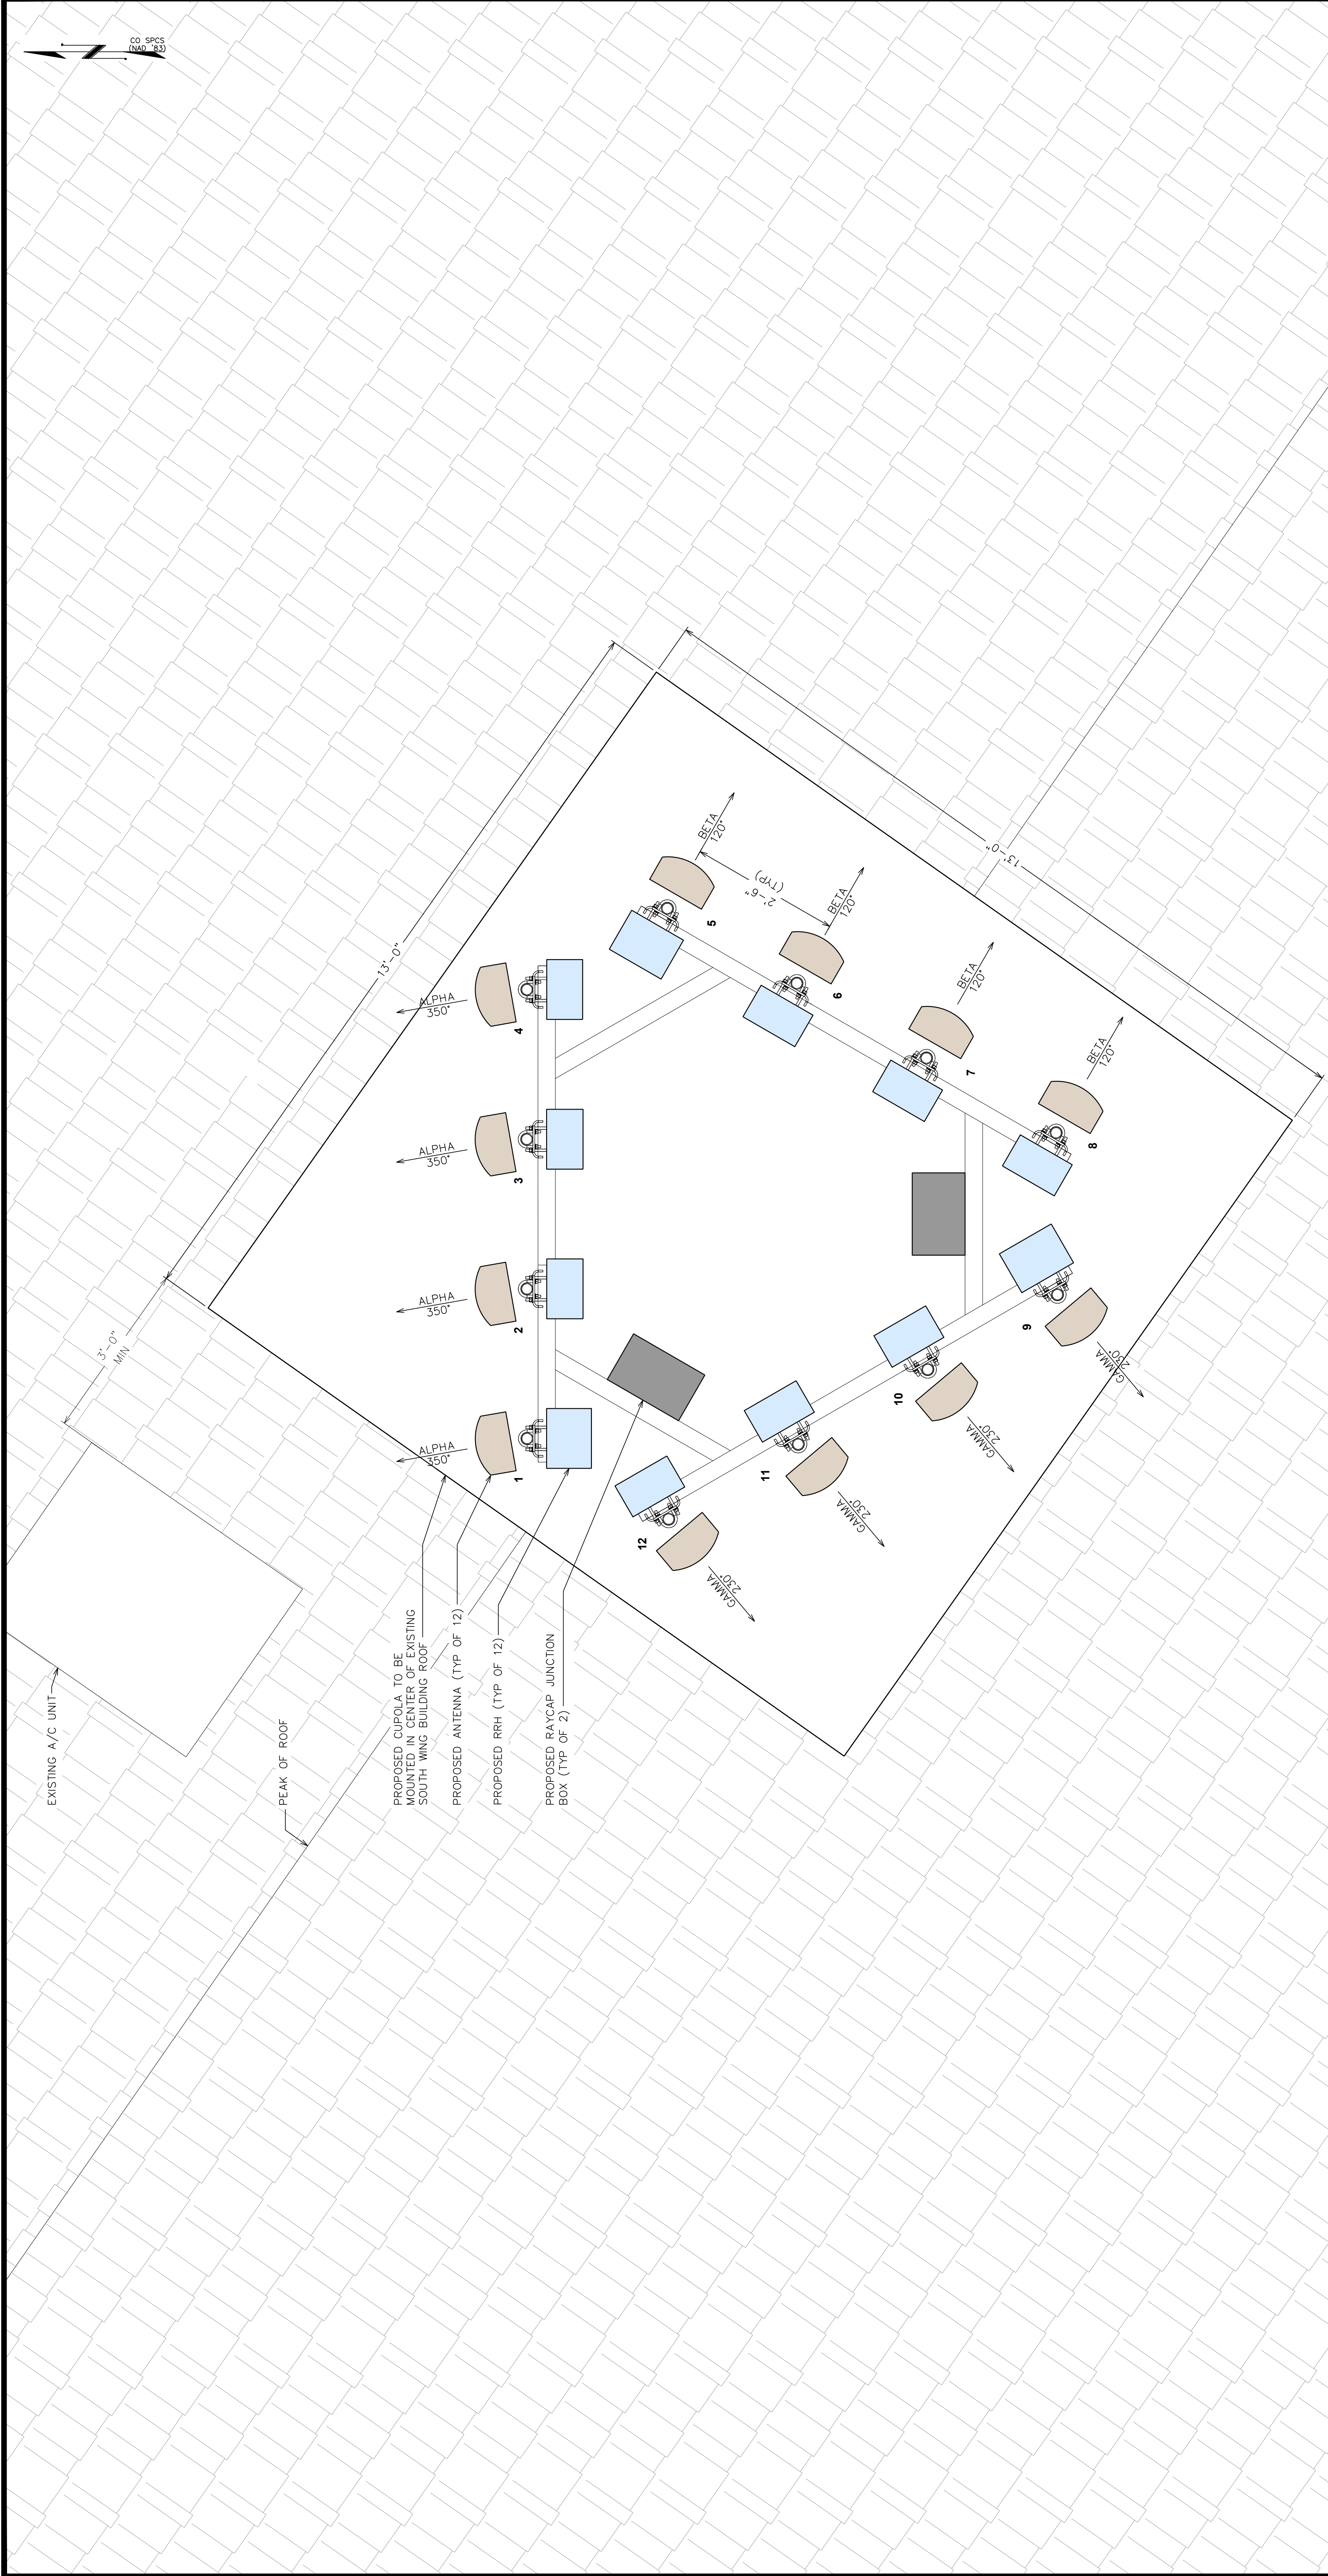 CO SPCS
(NAD '83)
EXISTING A/C UNIT
PEAK OF ROOF
PROPOSED CUPOLA TO BE
MOUNTED IN CENTER OF EXISTING
SOUTH WING BUILDING ROOF
PROPOSED ANTENNA (TYP OF 12)
PROPOSED RRH (TYP OF 12)
PROPOSED RAYCAP JUNCTION
BOX (TYP OF 2)
3'-0"
MIN
13'-0"
13'-0"
2'-6"
(TYP)
ALPHA
350°
1
ALPHA
350°
2
ALPHA
350°
3
ALPHA
350°
4
BETA
120°
5
BETA
120°
6
BETA
120°
7
BETA
120°
8
GAMMA
230°
9
GAMMA
230°
10
GAMMA
230°
11
GAMMA
230°
12